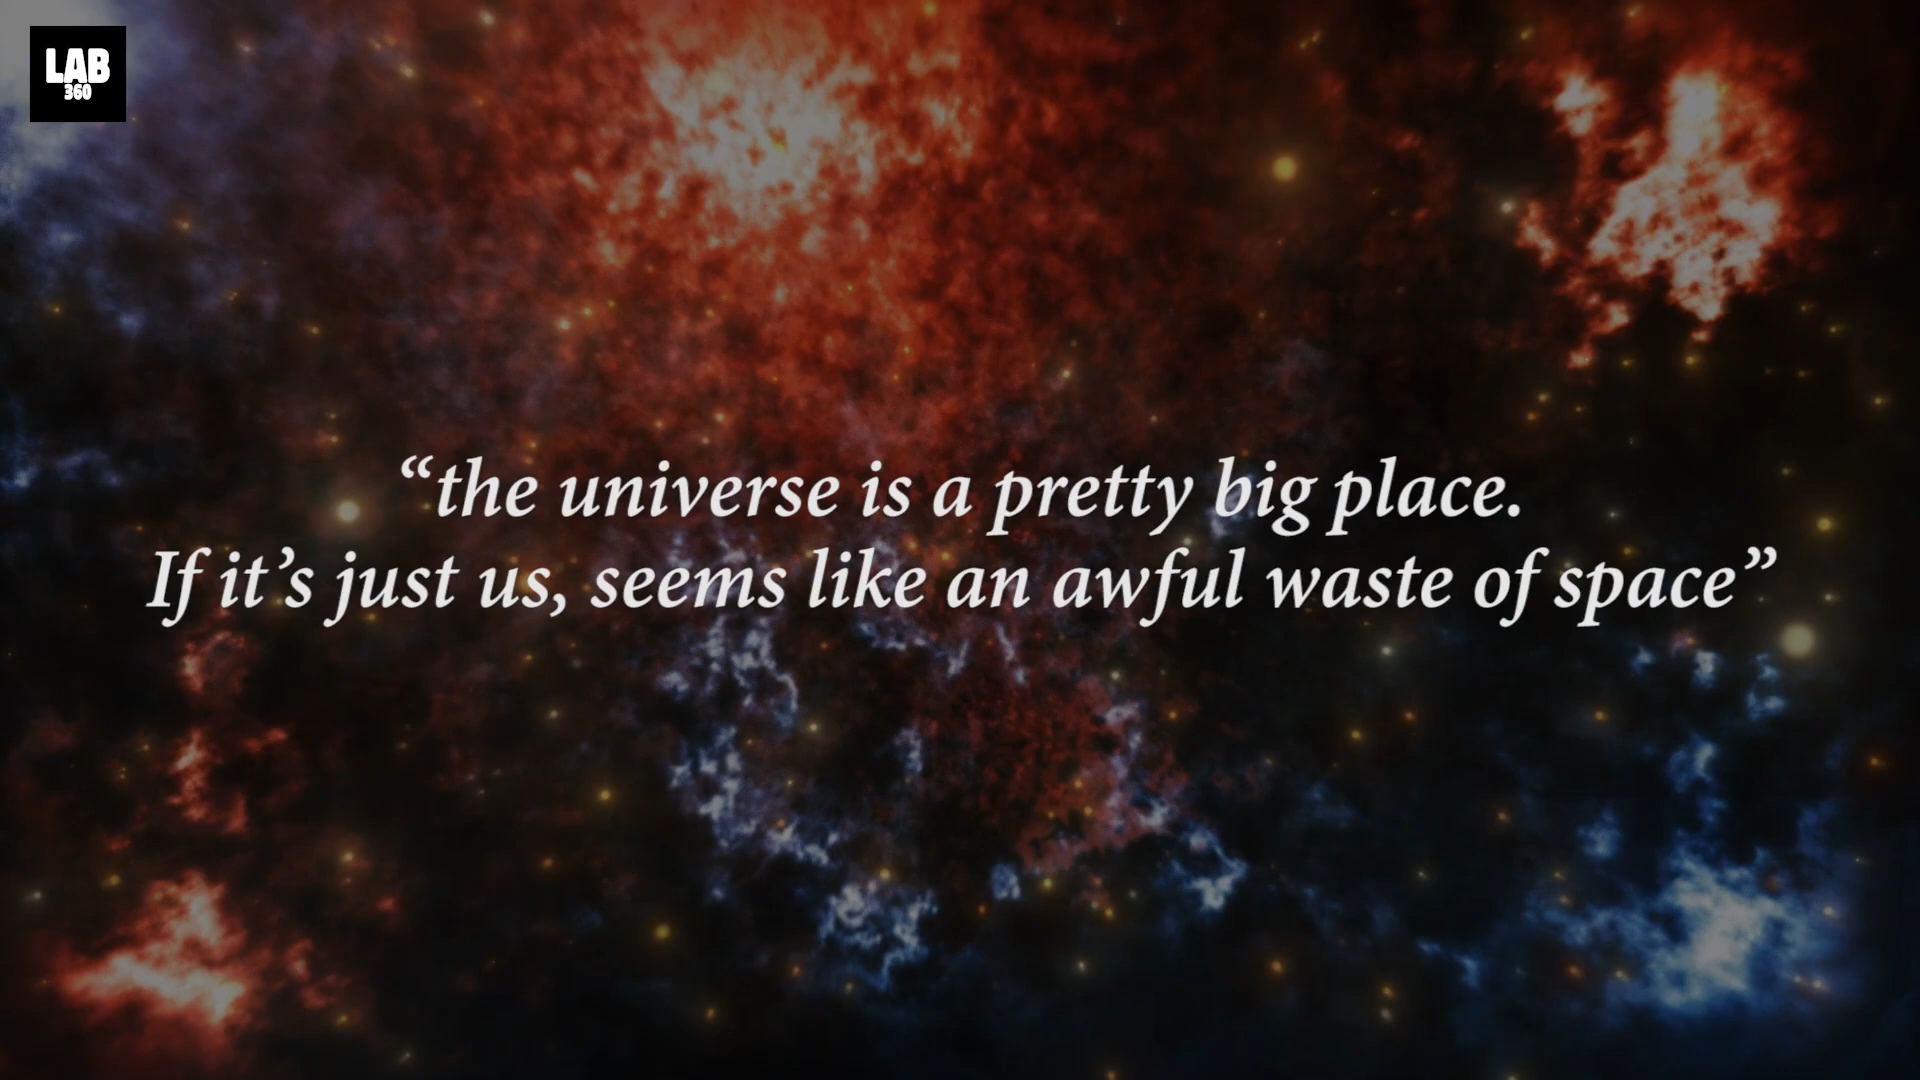 LAB
360
“the universe is a pretty big place.
If it’s just us, seems like an awful waste of space”